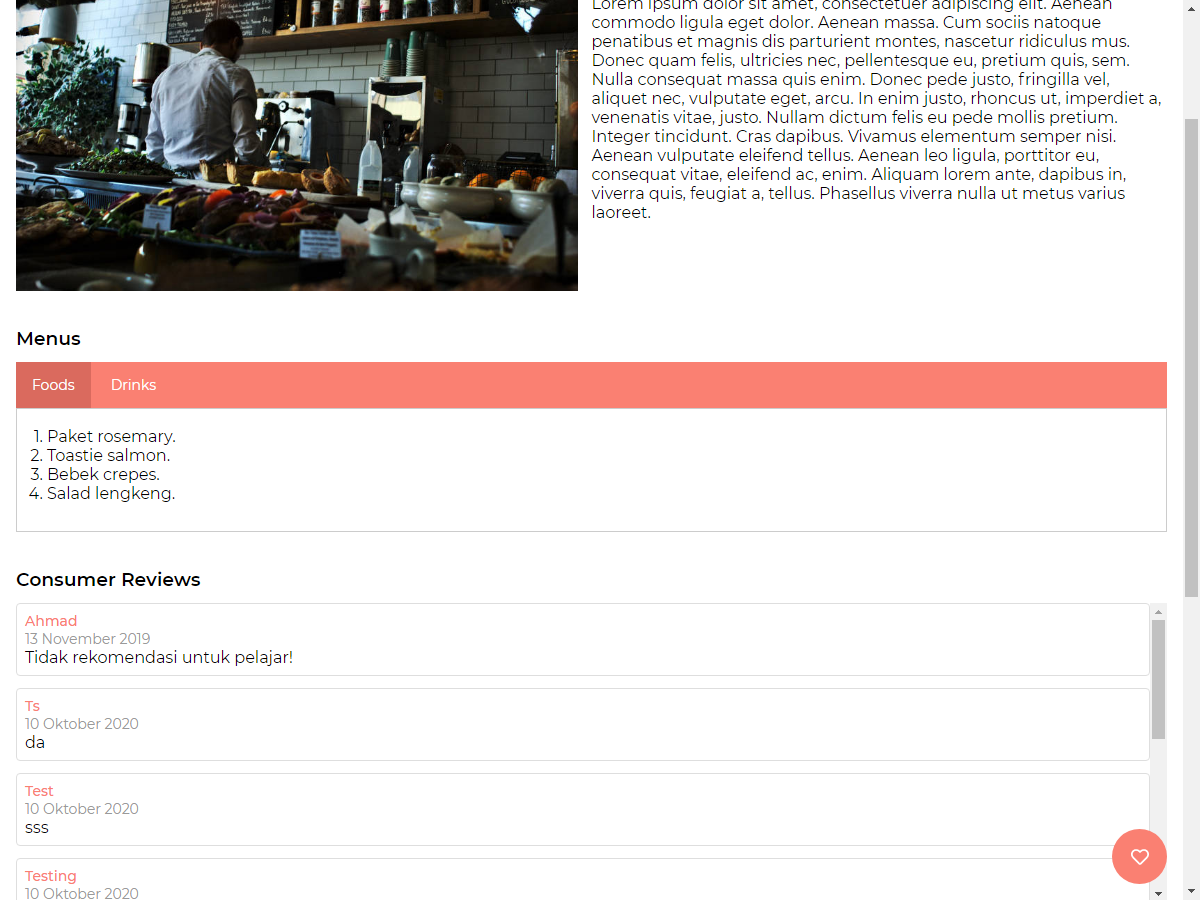 Lorem ipsum dolor sit amet, consectetuer adipiscing elit. Aenean
commodo ligula eget dolor. Aenean massa. Cum sociis natoque
penatibus et magnis dis parturient montes, nascetur ridiculus mus.
Donec quam felis, ultricies nec, pellentesque eu, pretium quis, sem.
Nulla consequat massa quis enim. Donec pede justo, fringilla vel,
aliquet nec, vulputate eget, arcu. In enim justo, rhoncus ut, imperdiet a,
venenatis vitae, justo. Nullam dictum felis eu pede mollis pretium.
Integer tincidunt. Cras dapibus. Vivamus elementum semper nisi.
Aenean vulputate eleifend tellus. Aenean leo ligula, porttitor eu,
consequat vitae, eleifend ac, enim. Aliquam lorem ante, dapibus in,
viverra quis, feugiat a, tellus. Phasellus viverra nulla ut metus varius
laoreet.
Menus
Foods Drinks
1. Paket rosemary.
2. Toastie salmon.
3. Bebek crepes.
4. Salad lengkeng.
Consumer Reviews
Ahmad
13 November 2019
Tidak rekomendasi untuk pelajar!
Ts
10 Oktober 2020
da
Test
10 Oktober 2020
sss
Testing
10 Oktober 2020